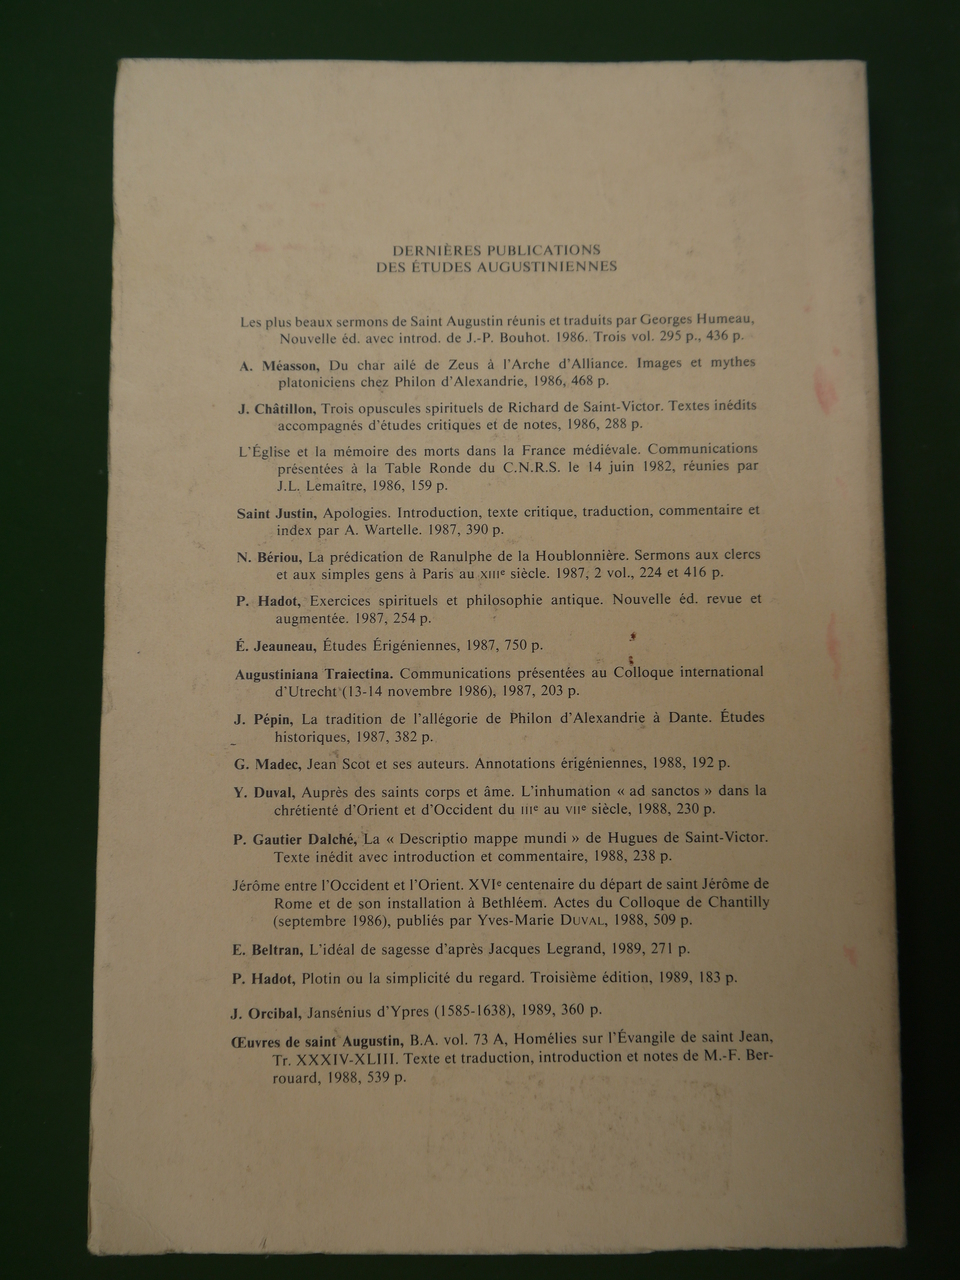 DERNIÈRES PUBLICATIONS
DES ÉTUDES AUGUSTINIENNES
Les plus beaux sermons de Saint Augustin réunis et traduits par Georges Humeau,
Nouvelle éd. avec introd. de J.-P. Bouhot. 1986. Trois vol. 295 p., 436 p.
A. Méasson, Du char ailé de Zeus à l'Arche d'Alliance. Images et mythes
platoniciens chez Philon d'Alexandrie, 1986, 468 p.
J. Châtillon, Trois opuscules spirituels de Richard de Saint-Victor. Textes inédits
accompagnés d'études critiques et de notes, 1986, 288 p.
L'Église et la mémoire des morts dans la France médiévale. Communications
présentées à la Table Ronde du C.N.R.S. le 14 juin 1982, réunies par
J.L. Lemaître, 1986, 159 p.
Saint Justin, Apologies. Introduction, texte critique, traduction, commentaire et
index par A. Wartelle. 1987, 390 p.
N. Bériou, La prédication de Ranulphe de la Houblonnière. Sermons aux clercs
et aux simples gens à Paris au XIIIe siècle. 1987, 2 vol., 224 et 416 p.
P. Hadot, Exercices spirituels et philosophie antique. Nouvelle éd. revue et
augmentée. 1987, 254 p.
É. Jeauneau, Études Érigéniennes, 1987, 750 p.
Augustiniana Traiectina. Communications présentées au Colloque international
d'Utrecht (13-14 novembre 1986), 1987, 203 p.
J. Pépin, La tradition de l'allégorie de Philon d'Alexandrie à Dante. Études
historiques, 1987, 382 p.
G. Madec, Jean Scot et ses auteurs. Annotations érigéniennes, 1988, 192 p.
Y. Duval, Auprès des saints corps et âme. L'inhumation « ad sanctos » dans la
chrétienté d'Orient et d'Occident du IIIe au VIIe siècle, 1988, 230 p.
P. Gautier Dalché, La « Descriptio mappe mundi » de Hugues de Saint-Victor.
Texte inédit avec introduction et commentaire, 1988, 238 p.
Jérôme entre l'Occident et l'Orient. XVIe centenaire du départ de saint Jérôme de
Rome et de son installation à Bethléem. Actes du Colloque de Chantilly
(septembre 1986), publiés par Yves-Marie DUVAL, 1988, 509 p.
E. Beltran, L'idéal de sagesse d'après Jacques Legrand, 1989, 271 p.
P. Hadot, Plotin ou la simplicité du regard. Troisième édition, 1989, 183 p.
J. Orcibal, Jansénius d'Ypres (1585-1638), 1989, 360 p.
Œuvres de saint Augustin, B.A. vol. 73 A, Homélies sur l'Évangile de saint Jean,
Tr. XXXIV-XLIII. Texte et traduction, introduction et notes de M.-F. Ber-
rouard, 1988, 539 p.